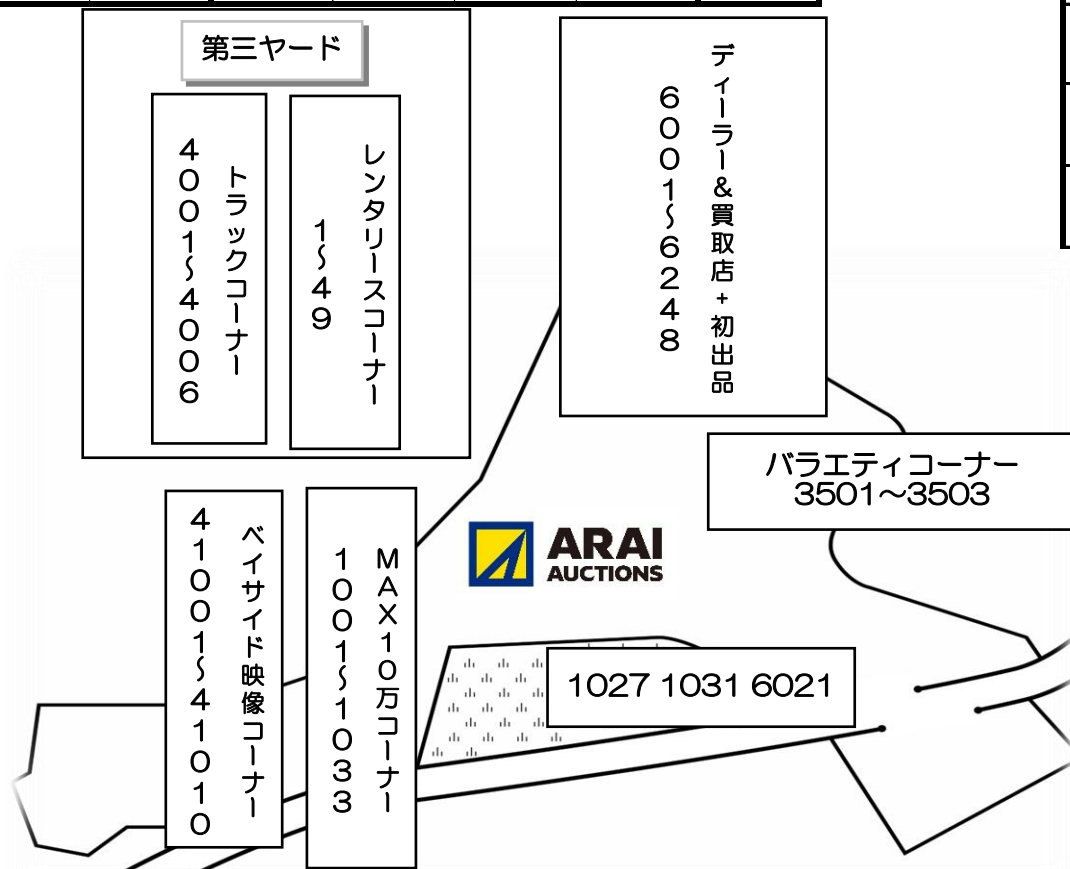 第三ヤード
レンタリースコーナー
1〜49
トラックコーナー
4001〜4006
ディーラー&買取店+初出品
6001〜6248
バラエティコーナー
3501〜3503
ARAI
AUCTIONS
MAX10万コーナー
1001〜1033
ベイサイド映像コーナー
41001〜41010
1027 1031 6021